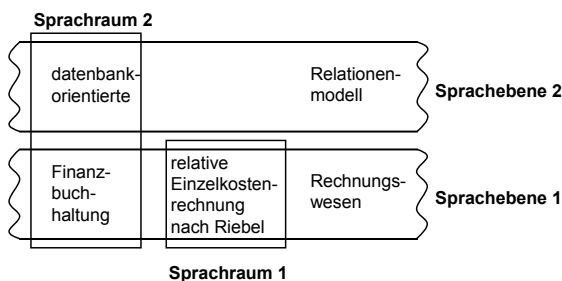 Sprachraum 2
datenbank-
orientierte
Relationen-
modell
Sprachebene 2
Finanz-
buch-
haltung
relative
Einzelkosten-
rechnung
nach Riebel
Rechnungs-
wesen
Sprachebene 1
Sprachraum 1